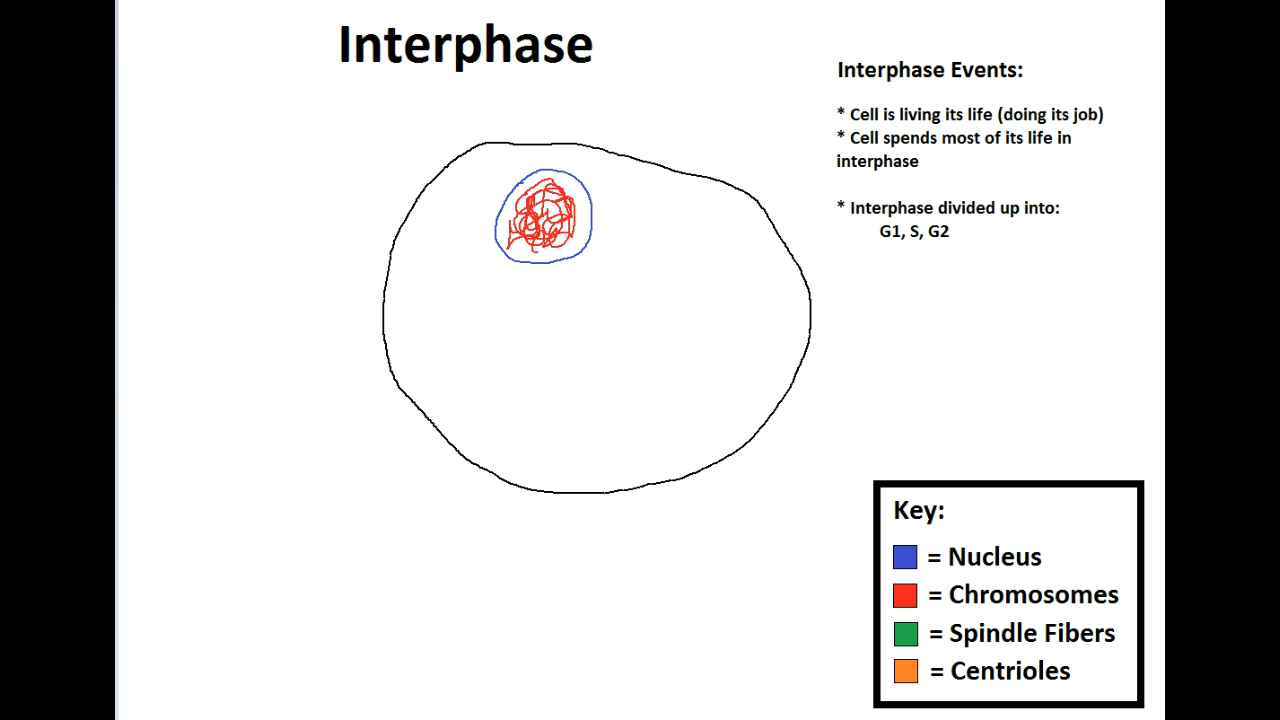 Interphase
Interphase Events:
* Cell is living its life (doing its job)
* Cell spends most of its life in
interphase
* Interphase divided up into:
G1, S, G2
Key:
= Nucleus
= Chromosomes
= Spindle Fibers
= Centrioles